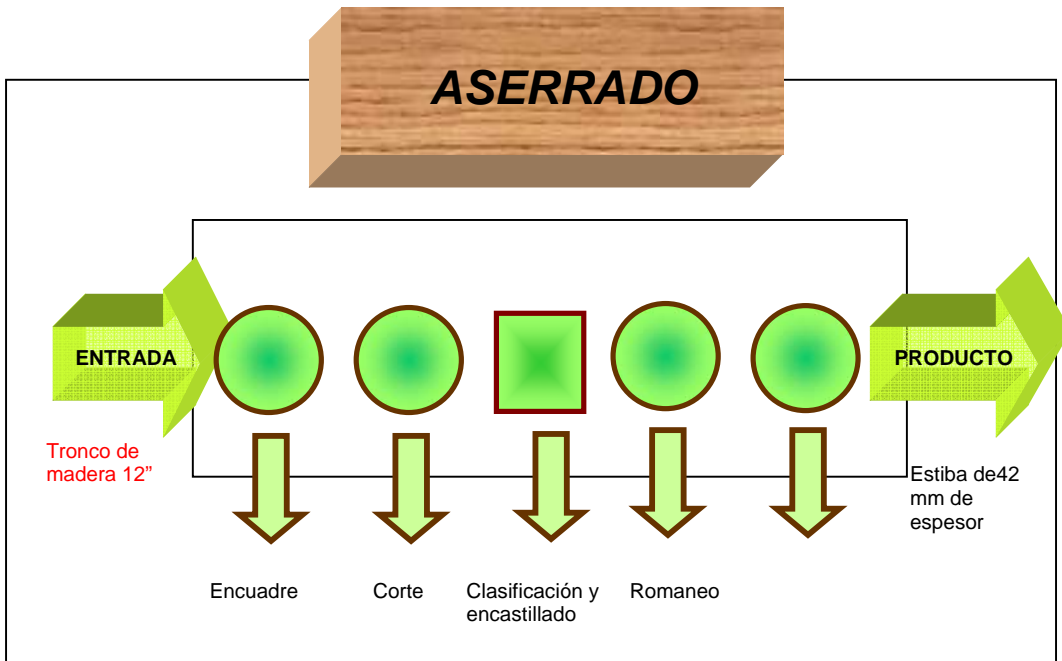 ASERRADO
ENTRADA
PRODUCTO
Tronco de
madera 12”
Estiba de42
mm de
espesor
Encuadre
Corte
Clasificación y
encastillado
Romaneo